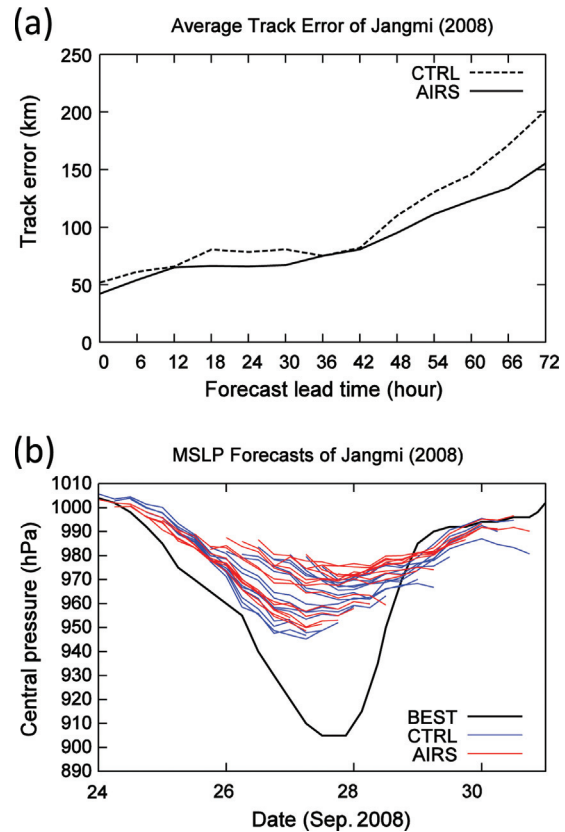 (a)
Average Track Error of Jangmi (2008)
Track error (km)
250
200
150
100
50
0
CTRL
AIRS
0 6 12 18 24 30 36 42 48 54 60 66 72
Forecast lead time (hour)
(b)
MSLP Forecasts of Jangmi (2008)
Central pressure (hPa)
1010
1000
990
980
970
960
950
940
930
920
910
900
890
BEST
CTRL
AIRS
24 26 28 30
Date (Sep. 2008)